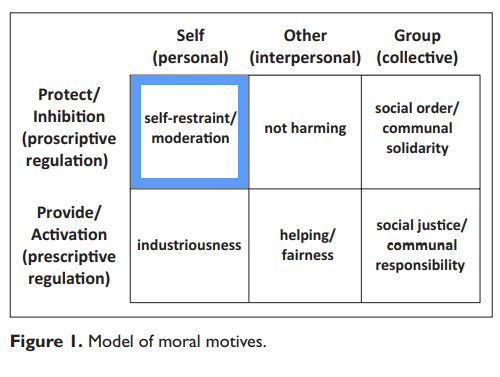 Self
(personal)
Other
(interpersonal)
Group
(collective)
Protect/
Inhibition
(proscriptive
regulation)
self-restraint/
moderation
not harming
social order/
communal
solidarity
Provide/
Activation
(prescriptive
regulation)
industriousness
helping/
fairness
social justice/
communal
responsibility
Figure 1. Model of moral motives.